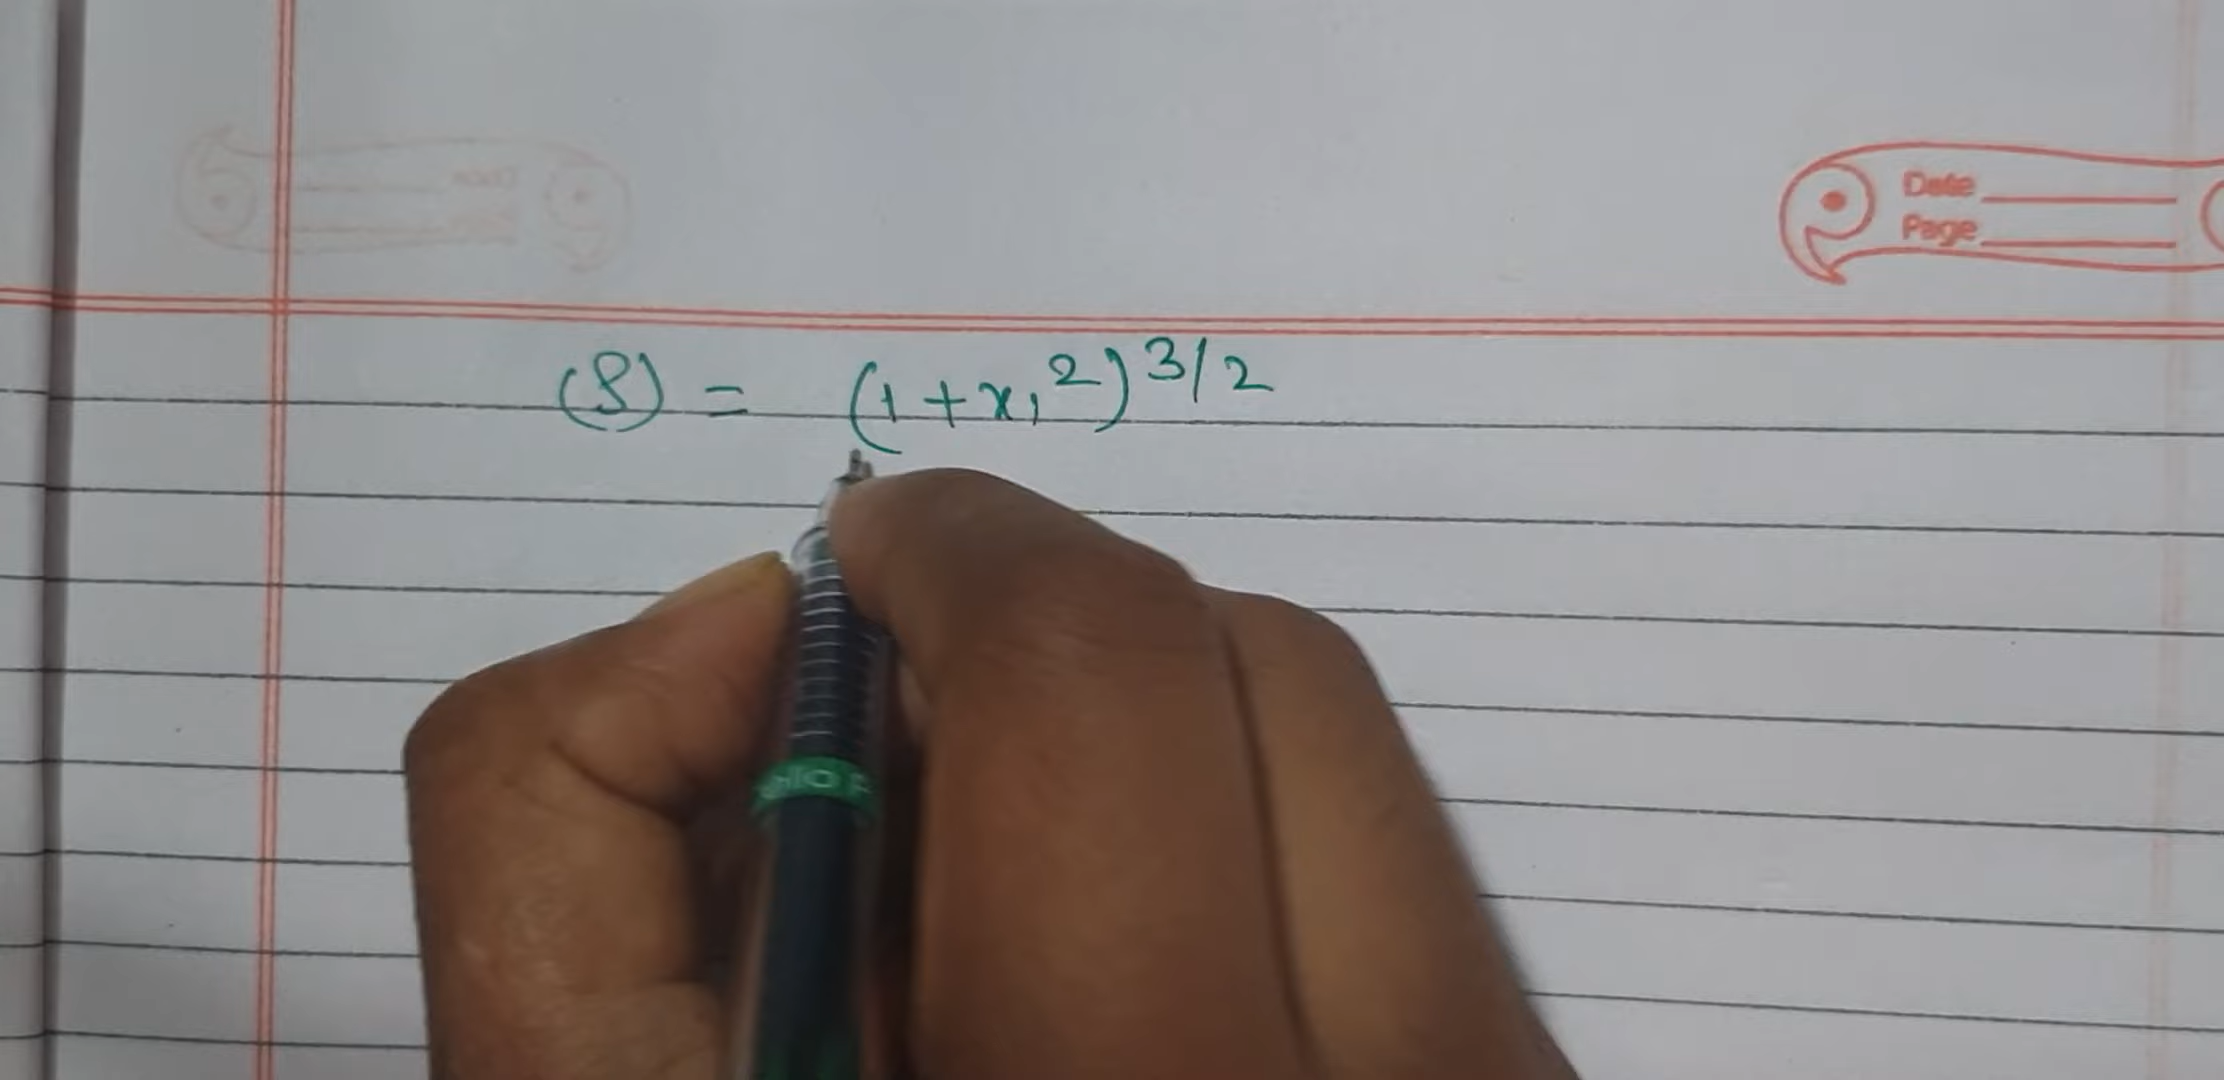 Date
Page
(ρ) = (1+x₁²)^3/2